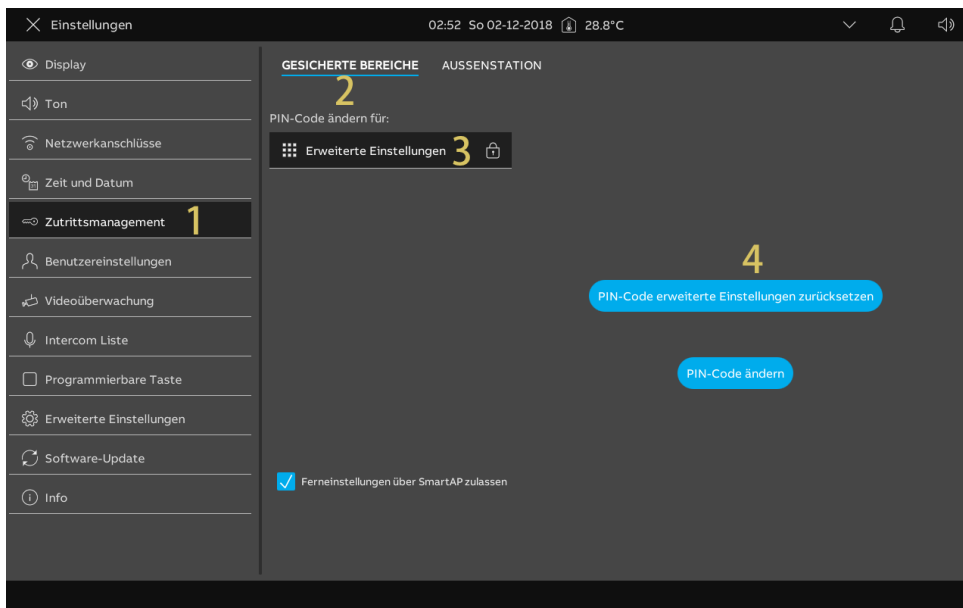 Einstellungen
02:52 So 02-12-2018 28.8°C
Display
Ton
Netzwerkanschlüsse
Zeit und Datum
Zutrittsmanagement 1
Benutzereinstellungen
Videoüberwachung
Intercom Liste
Programmierbare Taste
Erweiterte Einstellungen
Software-Update
Info
GESICHERTE BEREICHE AUSSENSTATION
2
PIN-Code ändern für:
Erweiterte Einstellungen 3
4
PIN-Code erweiterte Einstellungen zurücksetzen
PIN-Code ändern
Ferneinstellungen über SmartAP zulassen